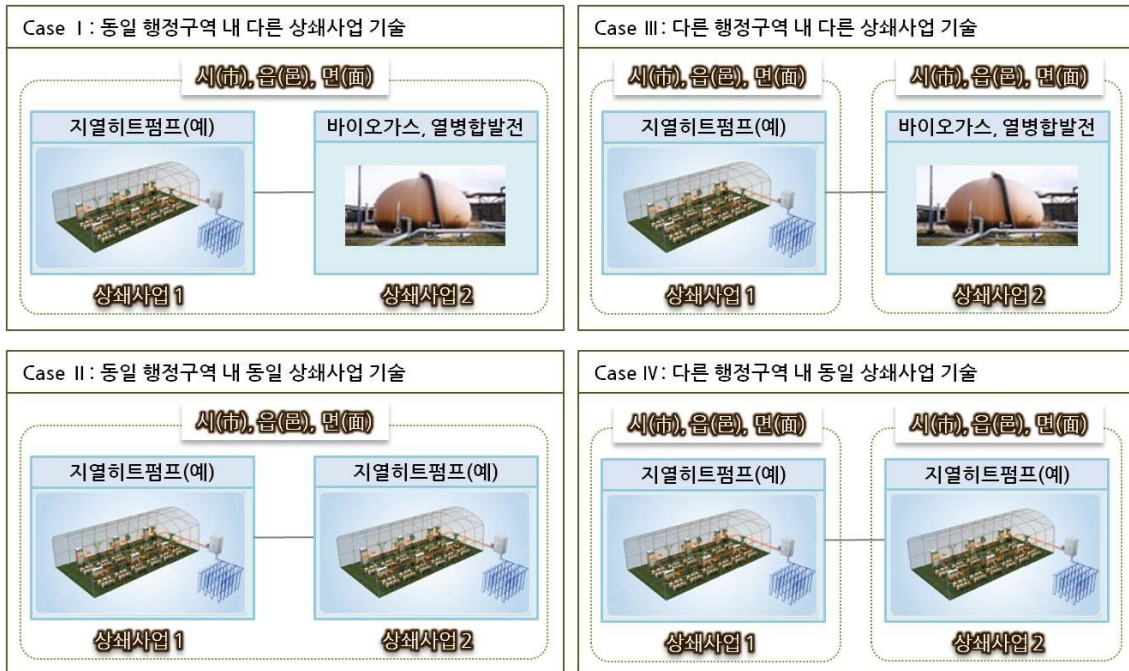 Case Ⅰ : 동일 행정구역 내 다른 상쇄사업 기술
시(市), 읍(邑), 면(面)
지열히트펌프(예)
바이오가스, 열병합발전
상쇄사업 1
상쇄사업 2
Case Ⅲ : 다른 행정구역 내 다른 상쇄사업 기술
시(市), 읍(邑), 면(面)
시(市), 읍(邑), 면(面)
지열히트펌프(예)
바이오가스, 열병합발전
상쇄사업 1
상쇄사업 2
Case Ⅱ : 동일 행정구역 내 동일 상쇄사업 기술
시(市), 읍(邑), 면(面)
지열히트펌프(예)
지열히트펌프(예)
상쇄사업 1
상쇄사업 2
Case Ⅳ : 다른 행정구역 내 동일 상쇄사업 기술
시(市), 읍(邑), 면(面)
시(市), 읍(邑), 면(面)
지열히트펌프(예)
지열히트펌프(예)
상쇄사업 1
상쇄사업 2